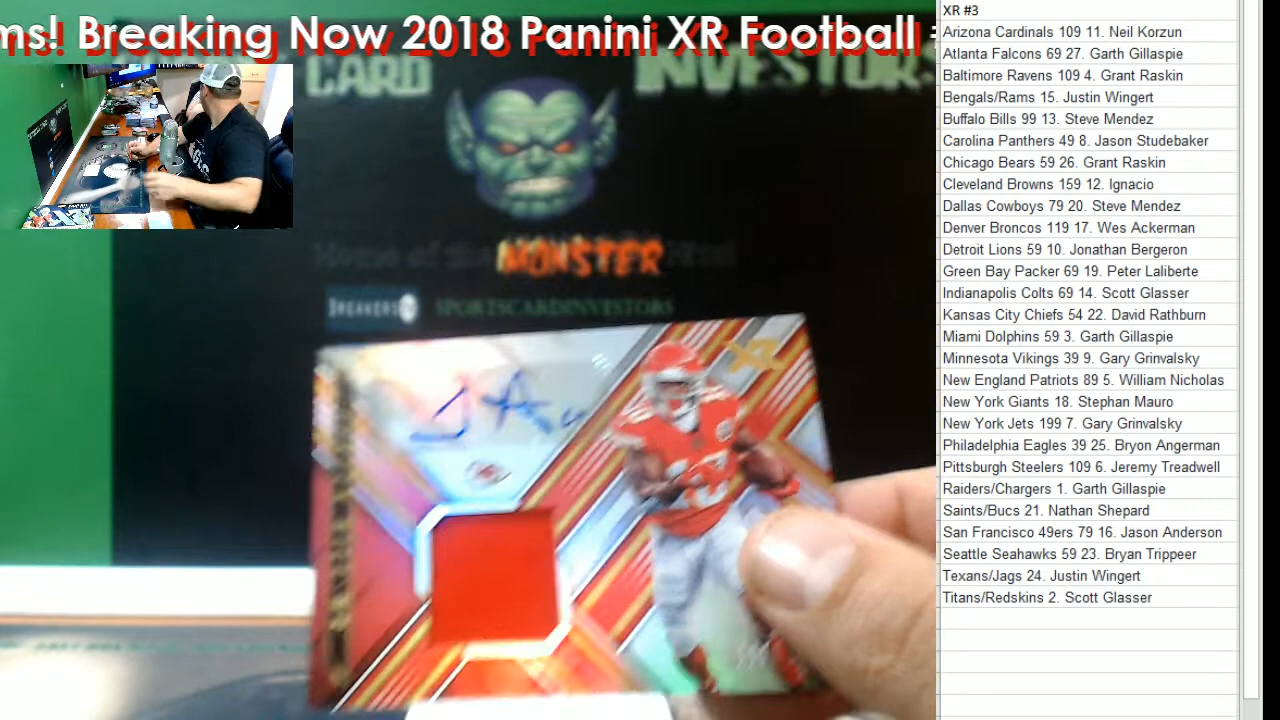 ms! Breaking Now 2018 Panini XR Football
CARD INVESTORS
MONSTER
BREAKERS
SPORTSCARDINVESTORS
XR
XR #3
Arizona Cardinals 109 11. Neil Korzun
Atlanta Falcons 69 27. Garth Gillaspie
Baltimore Ravens 109 4. Grant Raskin
Bengals/Rams 15. Justin Wingert
Buffalo Bills 99 13. Steve Mendez
Carolina Panthers 49 8. Jason Studebaker
Chicago Bears 59 26. Grant Raskin
Cleveland Browns 159 12. Ignacio
Dallas Cowboys 79 20. Steve Mendez
Denver Broncos 119 17. Wes Ackerman
Detroit Lions 59 10. Jonathan Bergeron
Green Bay Packer 69 19. Peter Laliberte
Indianapolis Colts 69 14. Scott Glasser
Kansas City Chiefs 54 22. David Rathburn
Miami Dolphins 59 3. Garth Gillaspie
Minnesota Vikings 39 9. Gary Grinvalsky
New England Patriots 89 5. William Nicholas
New York Giants 18. Stephan Mauro
New York Jets 199 7. Gary Grinvalsky
Philadelphia Eagles 39 25. Bryon Angerman
Pittsburgh Steelers 109 6. Jeremy Treadwell
Raiders/Chargers 1. Garth Gillaspie
Saints/Bucs 21. Nathan Shepard
San Francisco 49ers 79 16. Jason Anderson
Seattle Seahawks 59 23. Bryan Trippeer
Texans/Jags 24. Justin Wingert
Titans/Redskins 2. Scott Glasser